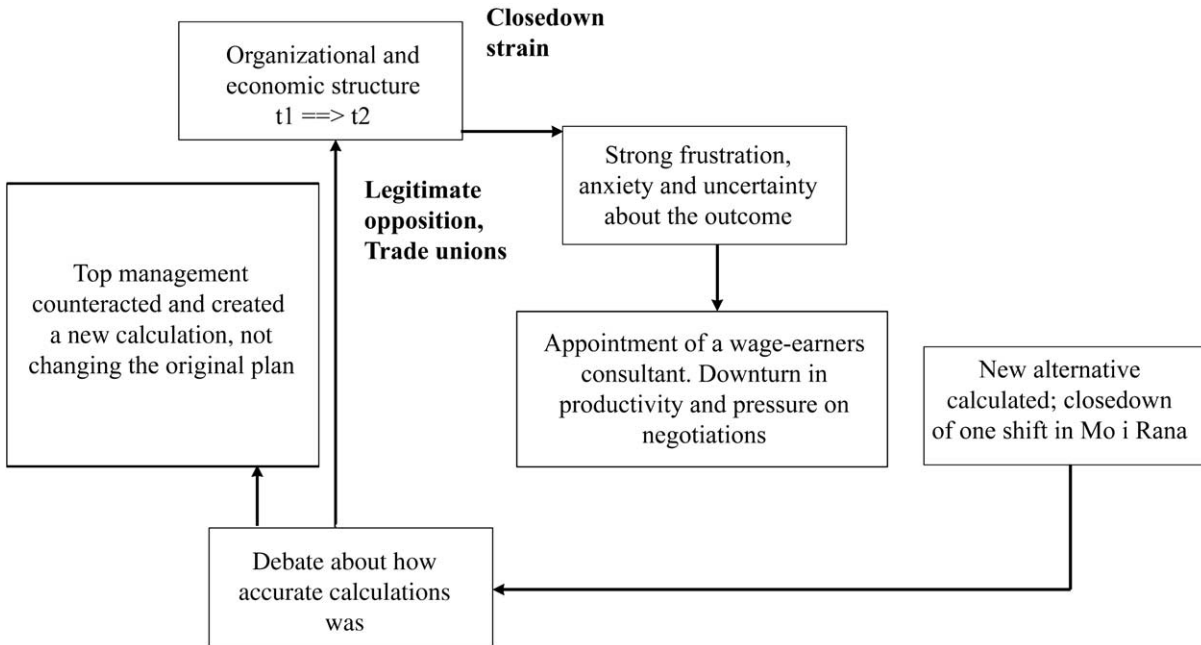 Closedown
strain
Organizational and
economic structure
t1 ==> t2
Strong frustration,
anxiety and uncertainty
about the outcome
Legitimate
opposition,
Trade unions
Top management
counteracted and created
a new calculation, not
changing the original plan
Appointment of a wage-earners
consultant. Downturn in
productivity and pressure on
negotiations
New alternative
calculated; closedown
of one shift in Mo i Rana
Debate about how
accurate calculations
was